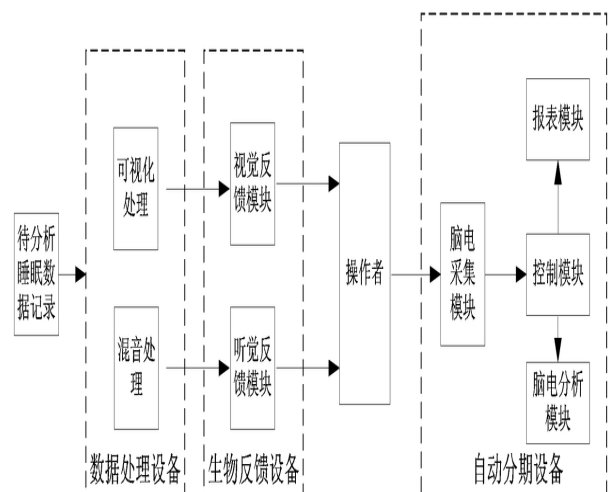 待分析
睡眠数
据记录
可视化
处理
混音处
理
数据处理设备
视觉反
馈模块
听觉反
馈模块
生物反馈设备
操作者
脑电
采集
模块
报表模块
控制模块
脑电分析
模块
自动分期设备